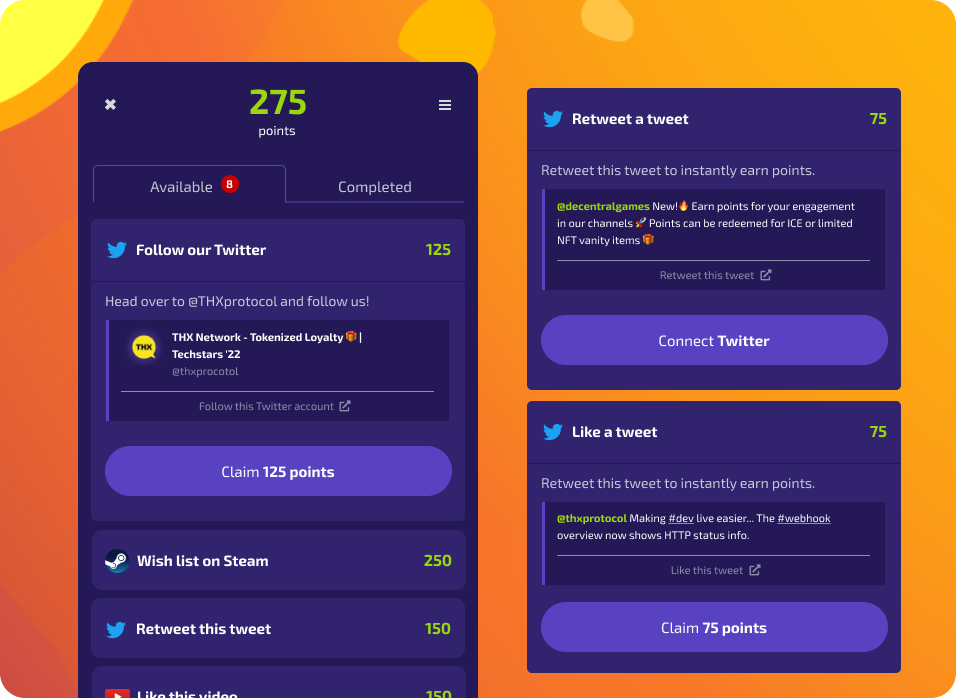 275
points
Available 8
Completed
Follow our Twitter 125
Head over to @THXprotocol and follow us!
THX
THX Network - Tokenized Loyalty🎁 |
Techstars '22
@thxprocotol
Follow this Twitter account
Claim 125 points
Wish list on Steam 250
Retweet this tweet 150
Like this video 150
Retweet a tweet 75
Retweet this tweet to instantly earn points.
@decentralgames New!🔥 Earn points for your engagement
in our channels🚀 Points can be redeemed for ICE or limited
NFT vanity items 🎁
Retweet this tweet
Connect Twitter
Like a tweet 75
Retweet this tweet to instantly earn points.
@thxprotocol Making #dev live easier... The #webhook
overview now shows HTTP status info.
Like this tweet
Claim 75 points